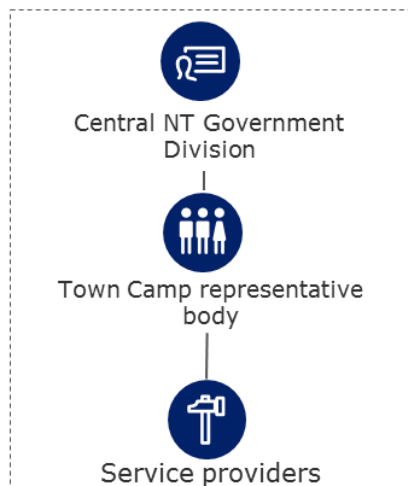 Central NT Government
Division
Town Camp representative
body
Service providers